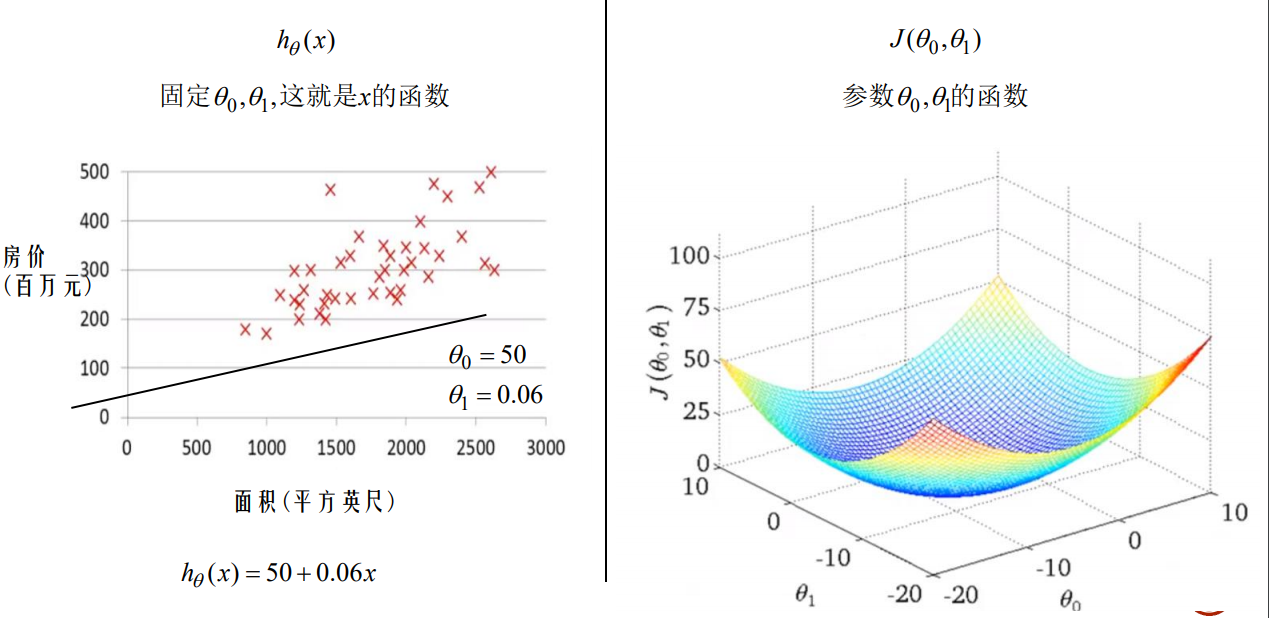 hθ(x)
固定θ0,θ1,这就是x的函数
500
400
300
200
100
0
房价
(百万元)
0 500 1000 1500 2000 2500 3000
θ0 = 50
θ1 = 0.06
面积(平方英尺)
hθ(x) = 50 + 0.06x
J(θ0,θ1)
参数θ0,θ1的函数
100
75
50
25
0
J(θ0,θ1)
10
0
-10
-20
θ1
-20
-10
0
10
θ0